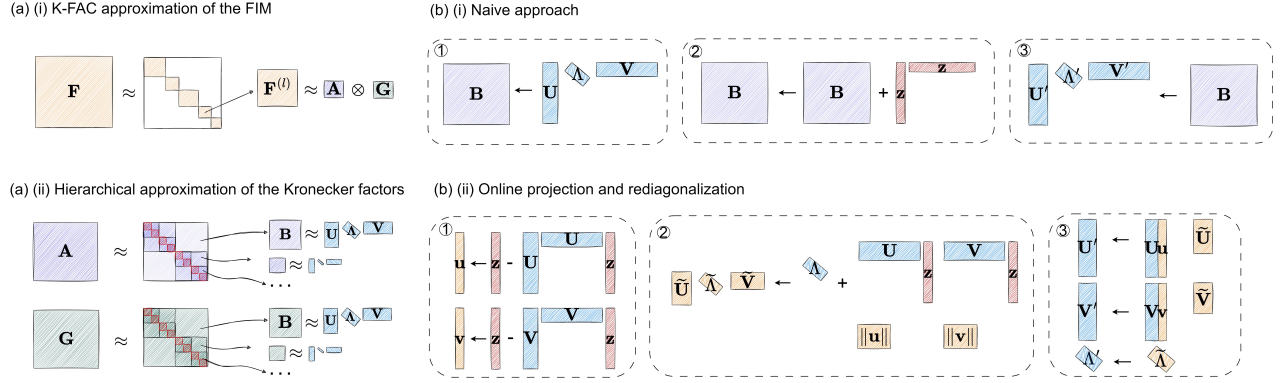 (a) (i) K-FAC approximation of the FIM
F ≈ F^(l) ≈ A ⊗ G
(b) (i) Naive approach
① B ← U Λ V
② B ← B + z z
③ U′ Λ′ V′ ← B
(a) (ii) Hierarchical approximation of the Kronecker factors
A ≈ B ≈ U Λ V
≈
...
G ≈ B ≈ U Λ V
≈
...
(b) (ii) Online projection and rediagonalization
①
u ← z - U U z
v ← z - V V z
②
Ũ Λ̃ Ṽ ← Λ + U z V z
||u|| ||v||
③
U′ ← U u Ũ
V′ ← V v Ṽ
Λ′ ← Λ̃